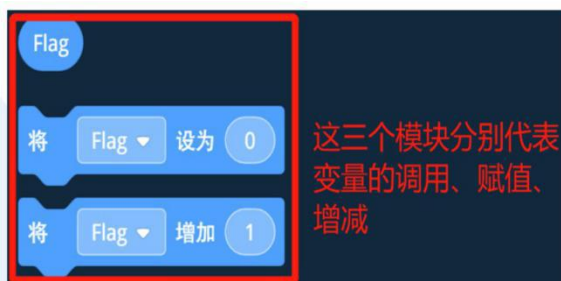 Flag
将 Flag 设为 0
将 Flag 增加 1
这三个模块分别代表
变量的调用、赋值、
增减